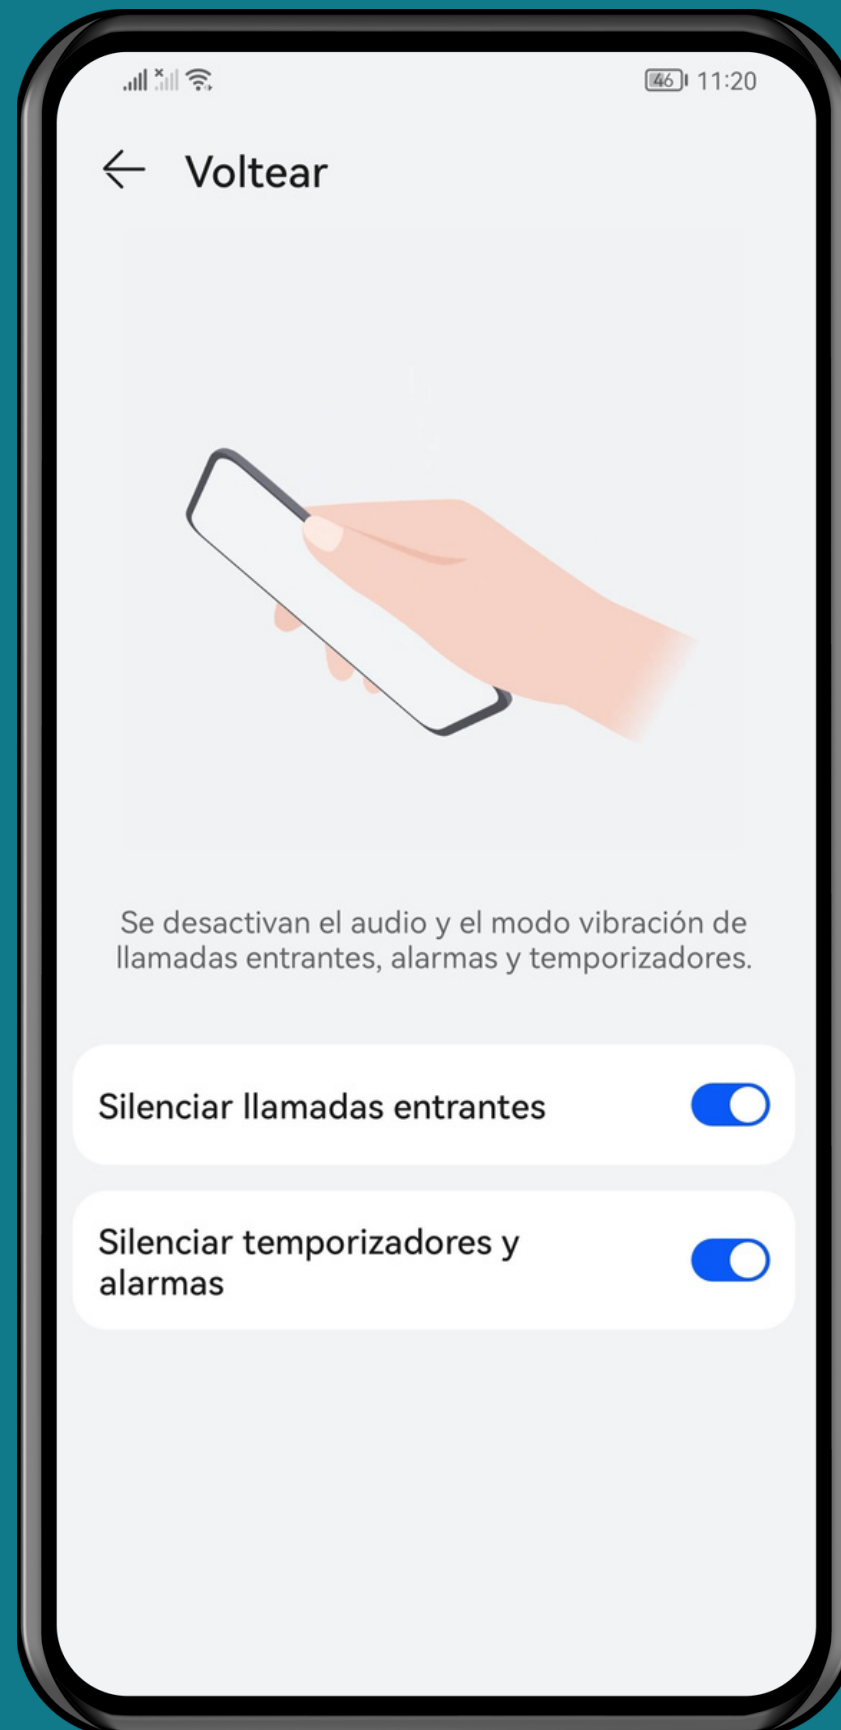 46 11:20
Voltear
Se desactivan el audio y el modo vibración de
llamadas entrantes, alarmas y temporizadores.
Silenciar llamadas entrantes
Silenciar temporizadores y
alarmas